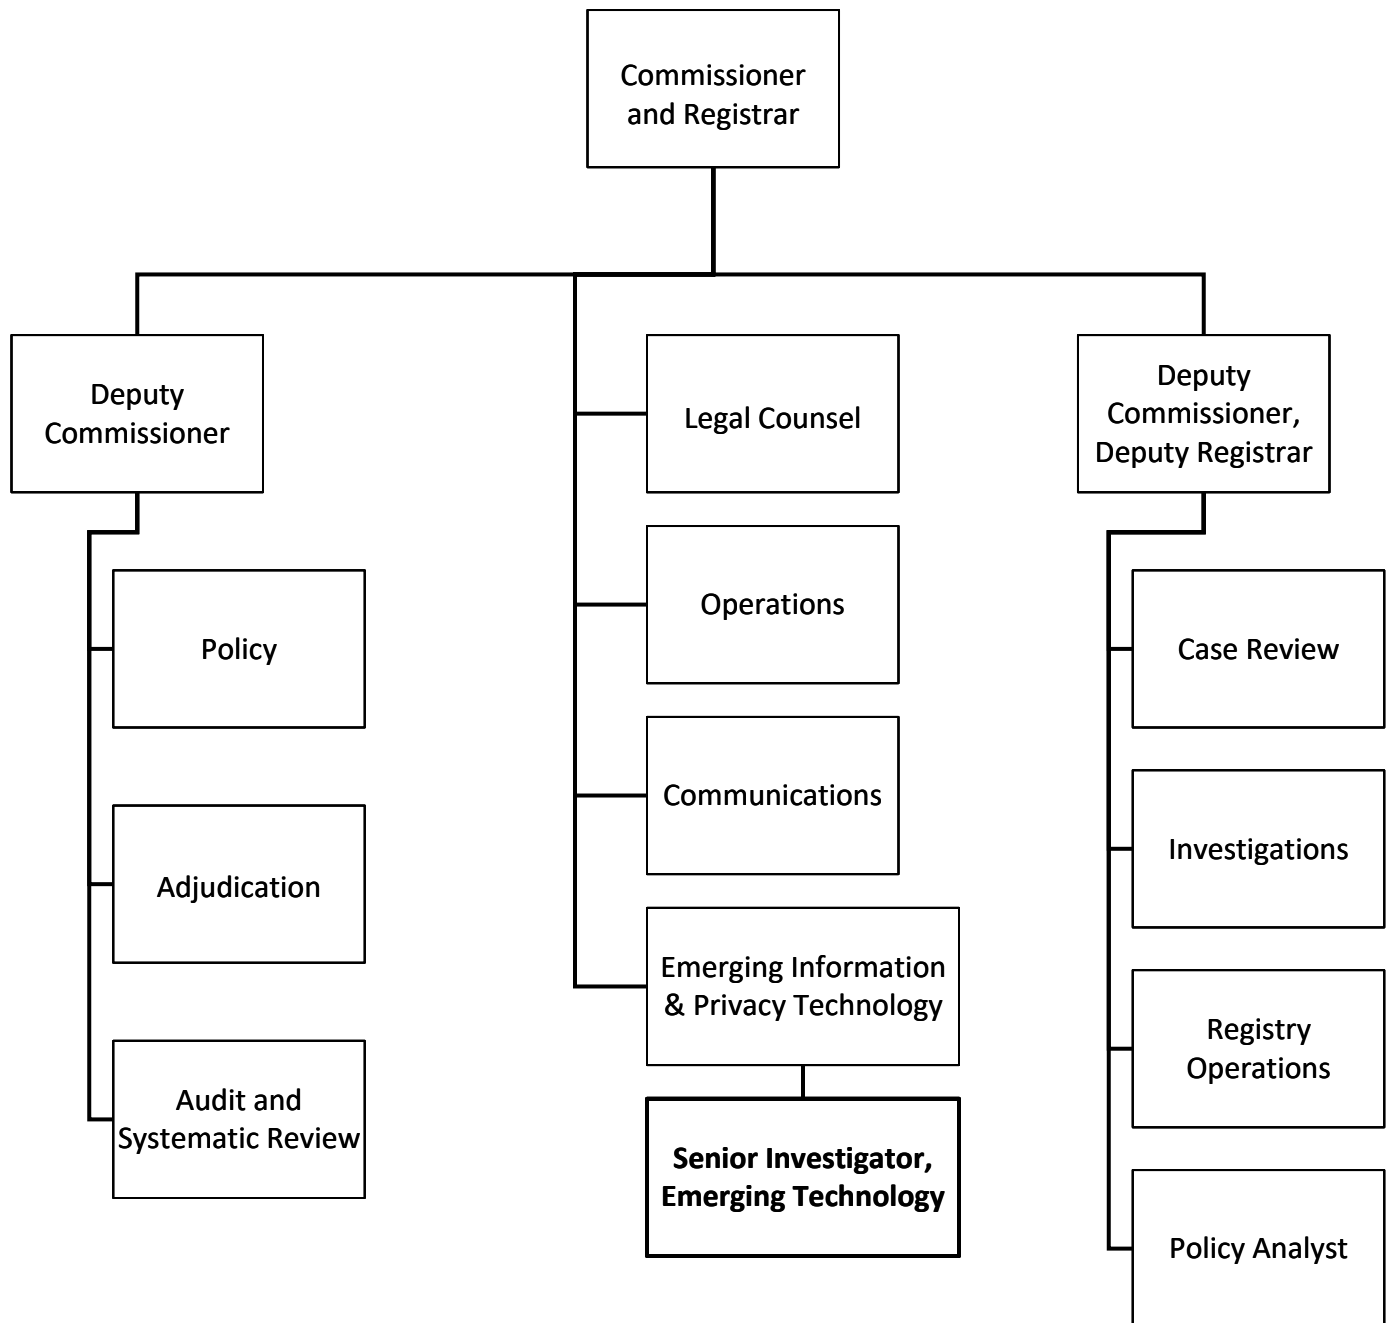 Commissioner
and Registrar
Deputy
Commissioner
Policy
Adjudication
Audit and
Systematic Review
Legal Counsel
Operations
Communications
Emerging Information
& Privacy Technology
Senior Investigator,
Emerging Technology
Deputy
Commissioner,
Deputy Registrar
Case Review
Investigations
Registry
Operations
Policy Analyst